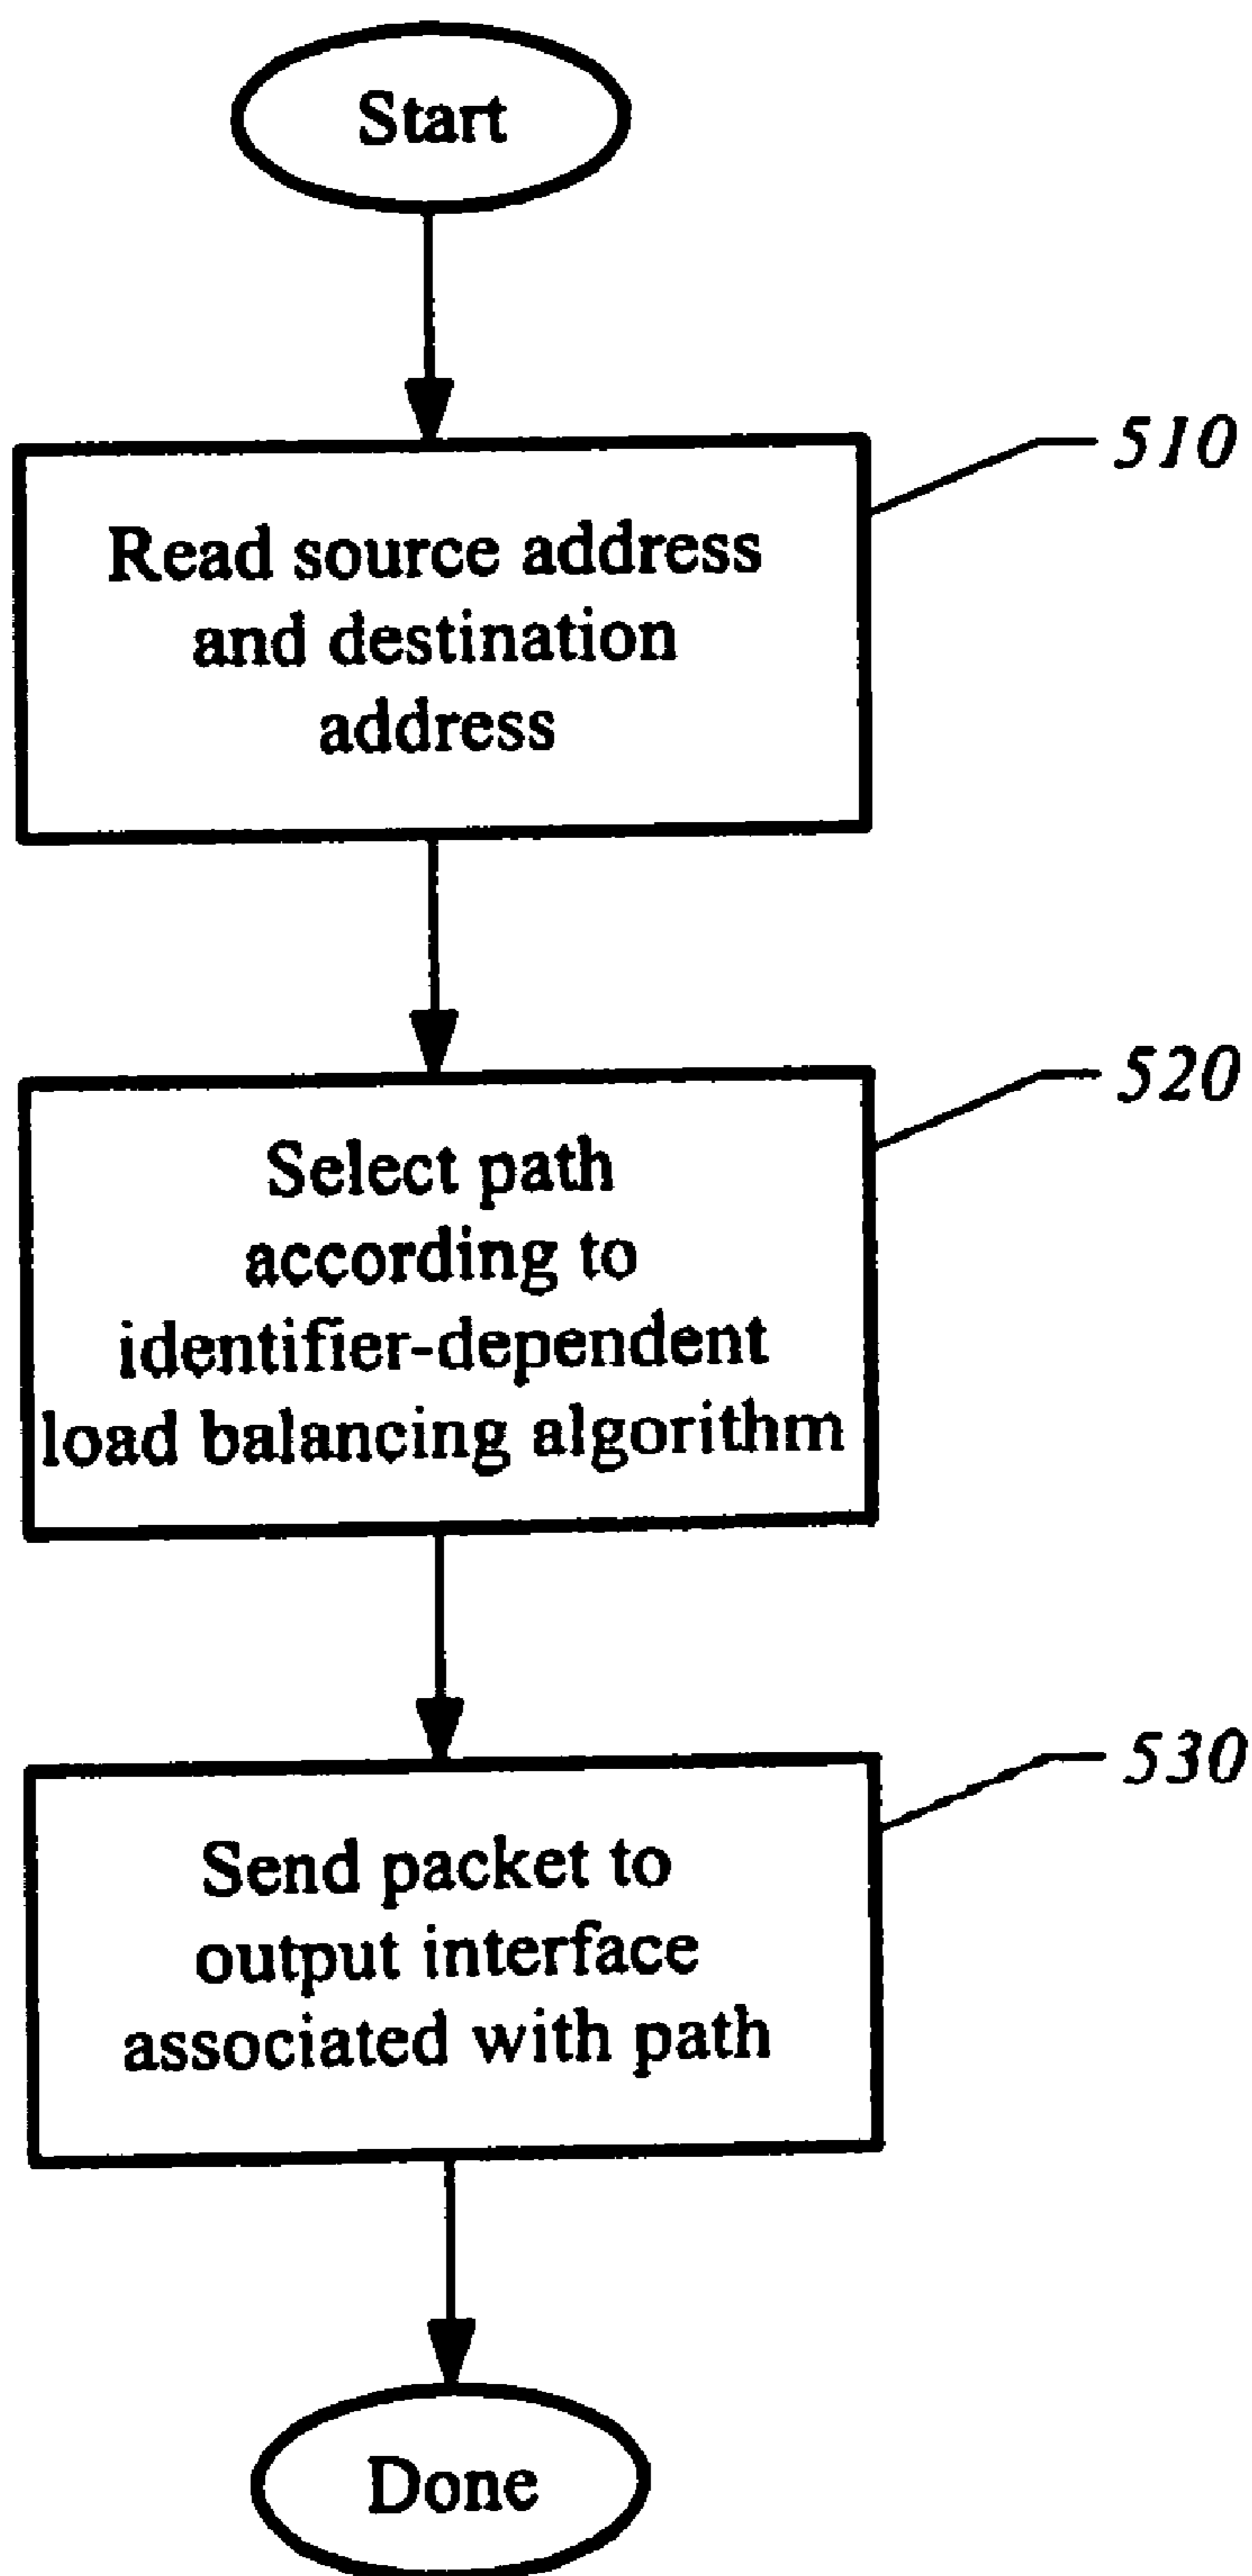 Start
510
Read source address
and destination
address
520
Select path
according to
identifier-dependent
load balancing algorithm
530
Send packet to
output interface
associated with path
Done